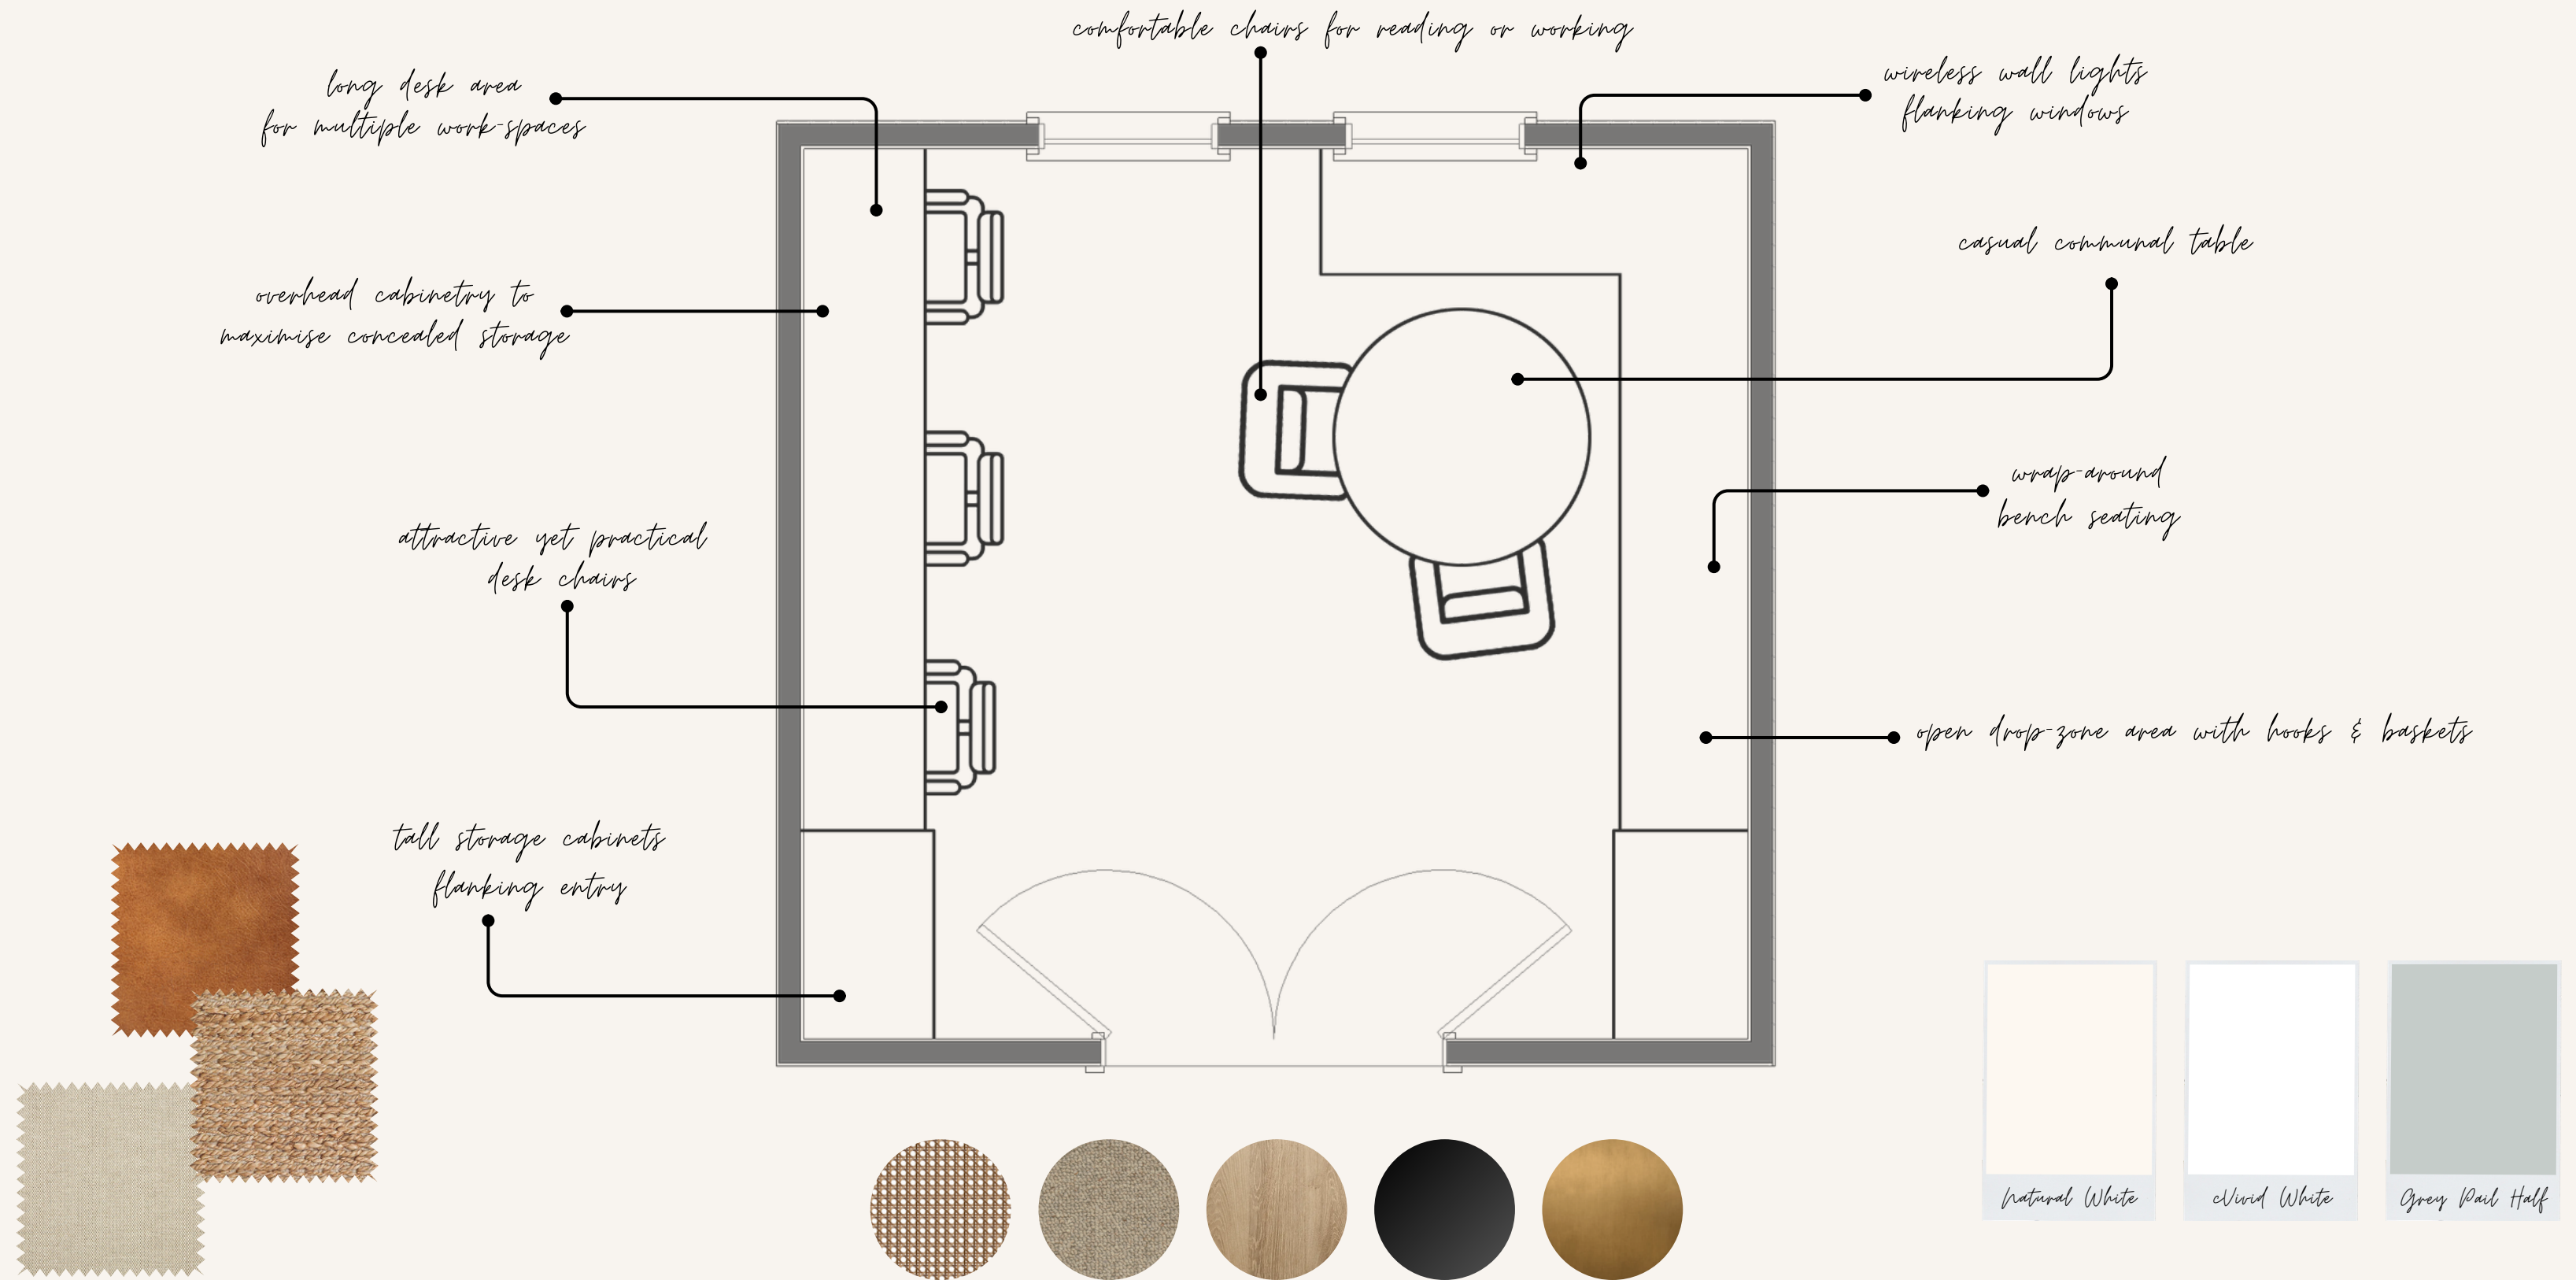 comfortable chairs for reading or working
long desk area
for multiple work-spaces
wireless wall lights
flanking windows
casual communal table
overhead cabinetry to
maximise concealed storage
wrap-around
bench seating
attractive yet practical
desk chairs
open drop-zone area with hooks & baskets
tall storage cabinets
flanking entry
Natural White
Vivid White
Grey Pail Half